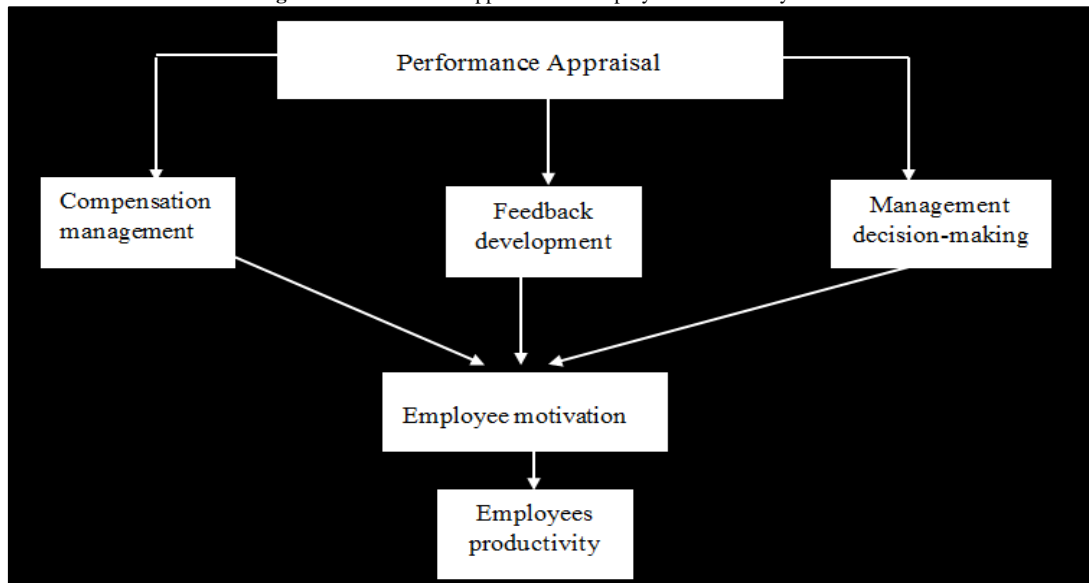 Performance Appraisal
Compensation
management
Feedback
development
Management
decision-making
Employee motivation
Employees
productivity